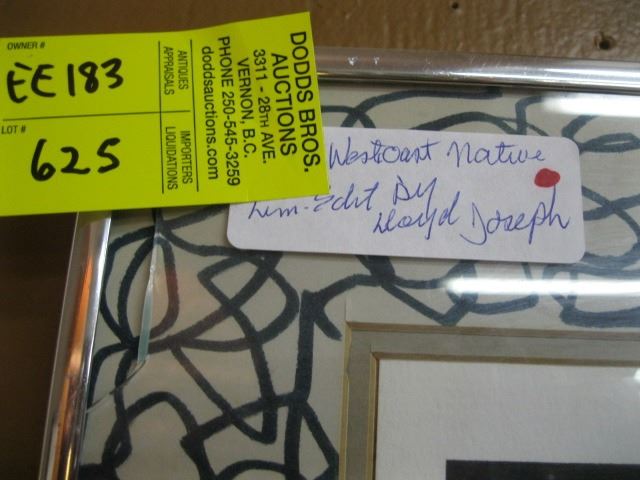 OWNER #
EE183
LOT #
625
ANTIQUES
APPRAISALS
IMPORTERS
LIQUIDATIONS
DODDS BROS.
AUCTIONS
3311 - 28TH AVE.
VERNON, B.C.
PHONE 250-545-3259
doddsauctions.com
Westcoast Native
Lim. Edit By
Lloyd Joseph